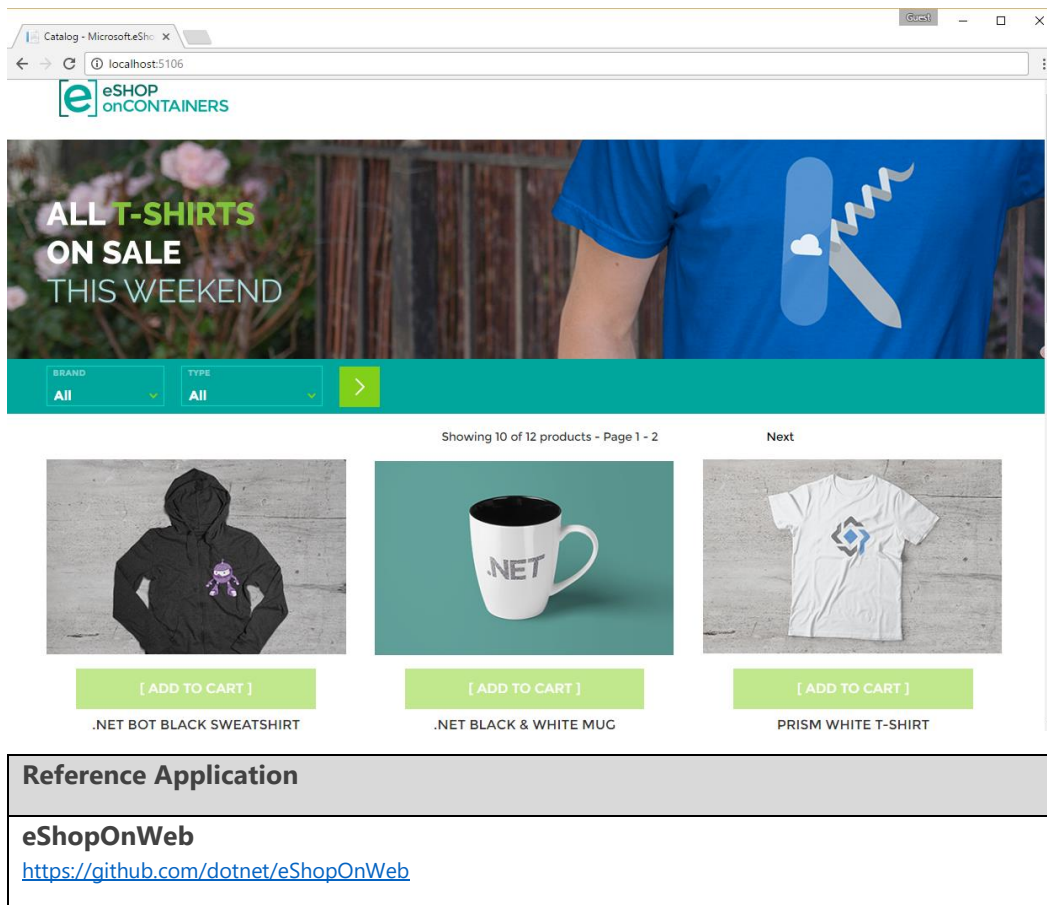 Guest
Catalog - Microsoft.eSho
localhost:5106
eSHOP
onCONTAINERS
ALL T-SHIRTS
ON SALE
THIS WEEKEND
BRAND
All
TYPE
All
Showing 10 of 12 products - Page 1 - 2
Next
.NET
[ ADD TO CART ]
[ ADD TO CART ]
[ ADD TO CART ]
.NET BOT BLACK SWEATSHIRT
.NET BLACK & WHITE MUG
PRISM WHITE T-SHIRT
Reference Application
eShopOnWeb
https://github.com/dotnet/eShopOnWeb